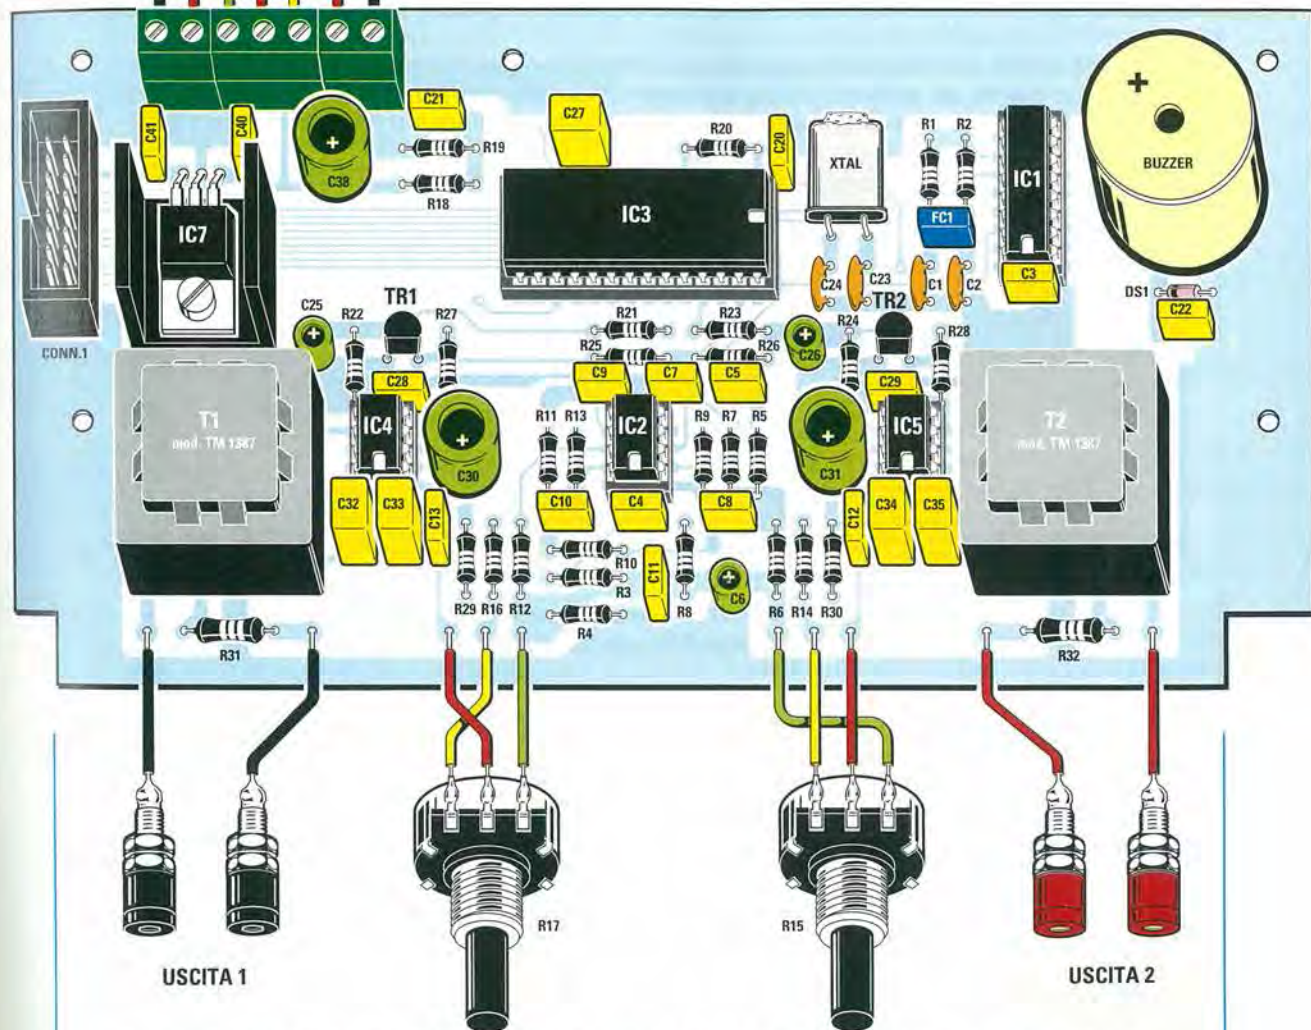 C41
C40
C38
C21
R19
R18
C27
R20
C20
XTAL
R1
R2
FC1
IC1
C3
BUZZER
IC7
IC3
CONN.1
C24
C23
C1
C2
DS1
C22
C25
R22
TR1
R27
R21
R23
R25
R26
C26
R24
TR2
R28
T1
mod. TM 1387
C28
IC4
C30
C9
C7
C5
R11
R13
IC2
R9
R7
R5
C31
C29
IC5
T2
mod. TM 1387
C32
C33
C13
C10
C4
C8
C12
C34
C35
R29
R16
R12
R10
R3
R4
C11
R8
C6
R6
R14
R30
R31
R32
R17
R15
USCITA 1
USCITA 2